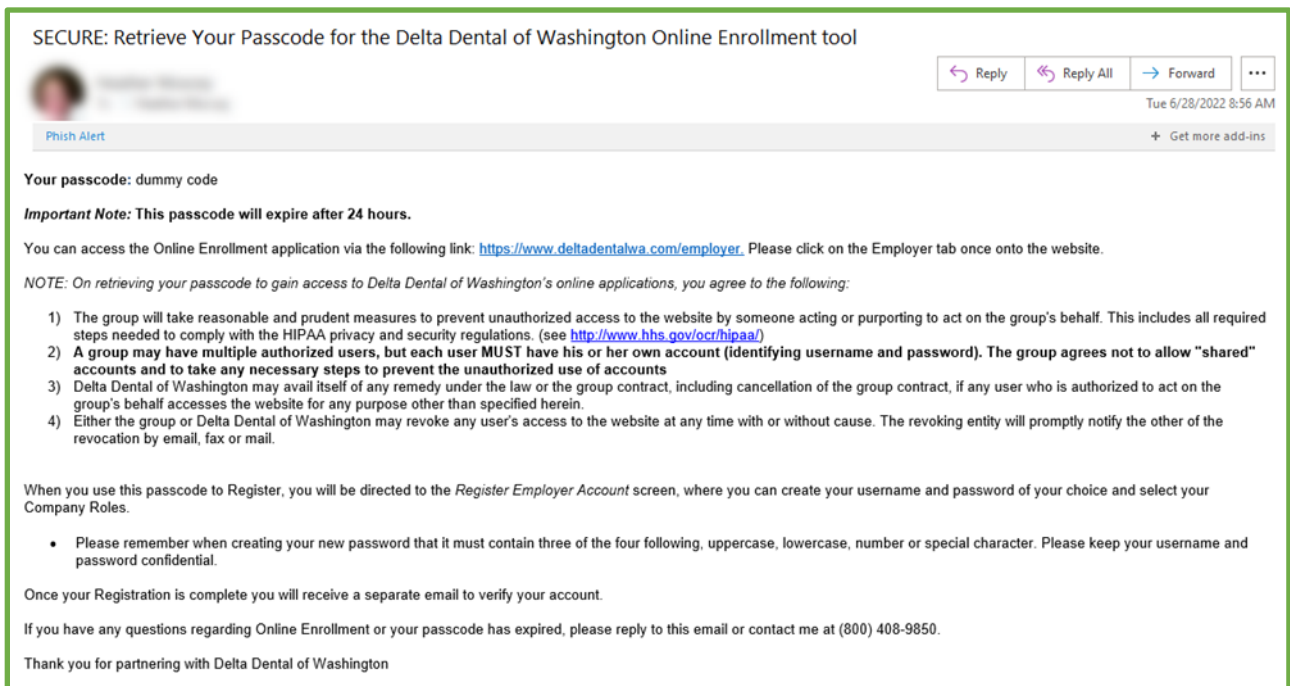 SECURE: Retrieve Your Passcode for the Delta Dental of Washington Online Enrollment tool
Reply
Reply All
Forward
...
Tue 6/28/2022 8:56 AM
Phish Alert
+ Get more add-ins
Your passcode: dummy code
Important Note: This passcode will expire after 24 hours.
You can access the Online Enrollment application via the following link: https://www.deltadentalwa.com/employer. Please click on the Employer tab once onto the website.
NOTE: On retrieving your passcode to gain access to Delta Dental of Washington's online applications, you agree to the following:
1) The group will take reasonable and prudent measures to prevent unauthorized access to the website by someone acting or purporting to act on the group's behalf. This includes all required
steps needed to comply with the HIPAA privacy and security regulations. (see http://www.hhs.gov/ocr/hipaa/)
2) A group may have multiple authorized users, but each user MUST have his or her own account (identifying username and password). The group agrees not to allow "shared"
accounts and to take any necessary steps to prevent the unauthorized use of accounts
3) Delta Dental of Washington may avail itself of any remedy under the law or the group contract, including cancellation of the group contract, if any user who is authorized to act on the
group's behalf accesses the website for any purpose other than specified herein.
4) Either the group or Delta Dental of Washington may revoke any user's access to the website at any time with or without cause. The revoking entity will promptly notify the other of the
revocation by email, fax or mail.
When you use this passcode to Register, you will be directed to the Register Employer Account screen, where you can create your username and password of your choice and select your
Company Roles.
• Please remember when creating your new password that it must contain three of the four following, uppercase, lowercase, number or special character. Please keep your username and
password confidential.
Once your Registration is complete you will receive a separate email to verify your account.
If you have any questions regarding Online Enrollment or your passcode has expired, please reply to this email or contact me at (800) 408-9850.
Thank you for partnering with Delta Dental of Washington